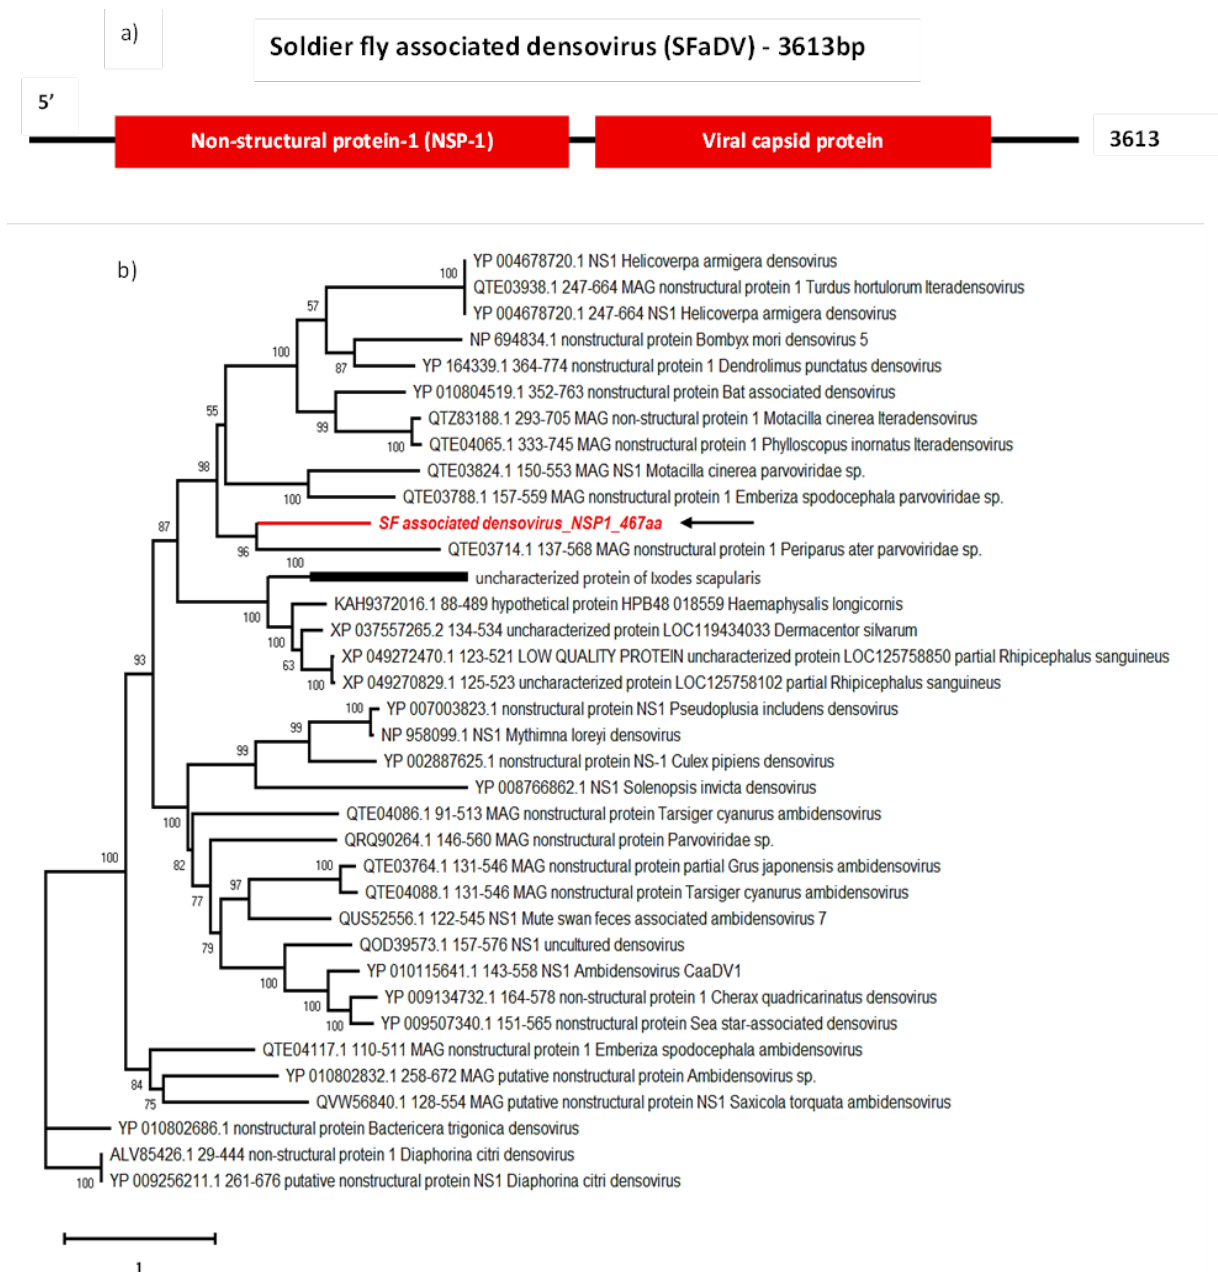 a)
Soldier fly associated densovirus (SFaDV) - 3613bp
5’
Non-structural protein-1 (NSP-1)
Viral capsid protein
3613
b)
YP 004678720.1 NS1 Helicoverpa armigera densovirus
100
QTE03938.1 247-664 MAG nonstructural protein 1 Turdus hortulorum Iteradensovirus
57
YP 004678720.1 247-664 NS1 Helicoverpa armigera densovirus
NP 694834.1 nonstructural protein Bombyx mori densovirus 5
100
87
YP 164339.1 364-774 nonstructural protein 1 Dendrolimus punctatus densovirus
YP 010804519.1 352-763 nonstructural protein Bat associated densovirus
55
QTZ83188.1 293-705 MAG non-structural protein 1 Motacilla cinerea Iteradensovirus
99
100
QTE04065.1 333-745 MAG nonstructural protein 1 Phylloscopus inornatus Iteradensovirus
98
QTE03824.1 150-553 MAG NS1 Motacilla cinerea parvoviridae sp.
100
QTE03788.1 157-559 MAG nonstructural protein 1 Emberiza spodocephala parvoviridae sp.
87
SF associated densovirus_NSP1_467aa
96
QTE03714.1 137-568 MAG nonstructural protein 1 Periparus ater parvoviridae sp.
100
uncharacterized protein of Ixodes scapularis
100
KAH9372016.1 88-489 hypothetical protein HPB48 018559 Haemaphysalis longicornis
100
XP 037557265.2 134-534 uncharacterized protein LOC119434033 Dermacentor silvarum
93
63
XP 049272470.1 123-521 LOW QUALITY PROTEIN uncharacterized protein LOC125758850 partial Rhipicephalus sanguineus
100
XP 049270829.1 125-523 uncharacterized protein LOC125758102 partial Rhipicephalus sanguineus
100
YP 007003823.1 nonstructural protein NS1 Pseudoplusia includens densovirus
99
NP 958099.1 NS1 Mythimna loreyi densovirus
99
YP 002887625.1 nonstructural protein NS-1 Culex pipiens densovirus
YP 008766862.1 NS1 Solenopsis invicta densovirus
100
QTE04086.1 91-513 MAG nonstructural protein Tarsiger cyanurus ambidensovirus
QRQ90264.1 146-560 MAG nonstructural protein Parvoviridae sp.
100
82
100
QTE03764.1 131-546 MAG nonstructural protein partial Grus japonensis ambidensovirus
97
77
QTE04088.1 131-546 MAG nonstructural protein Tarsiger cyanurus ambidensovirus
QUS52556.1 122-545 NS1 Mute swan feces associated ambidensovirus 7
79
QOD39573.1 157-576 NS1 uncultured densovirus
100
YP 010115641.1 143-558 NS1 Ambidensovirus CaaDV1
100
YP 009134732.1 164-578 non-structural protein 1 Cherax quadricarinatus densovirus
100
YP 009507340.1 151-565 nonstructural protein Sea star-associated densovirus
QTE04117.1 110-511 MAG nonstructural protein 1 Emberiza spodocephala ambidensovirus
84
YP 010802832.1 258-672 MAG putative nonstructural protein Ambidensovirus sp.
75
QVW56840.1 128-554 MAG putative nonstructural protein NS1 Saxicola torquata ambidensovirus
YP 010802686.1 nonstructural protein Bactericera trigonica densovirus
ALV85426.1 29-444 non-structural protein 1 Diaphorina citri densovirus
100
YP 009256211.1 261-676 putative nonstructural protein NS1 Diaphorina citri densovirus
1